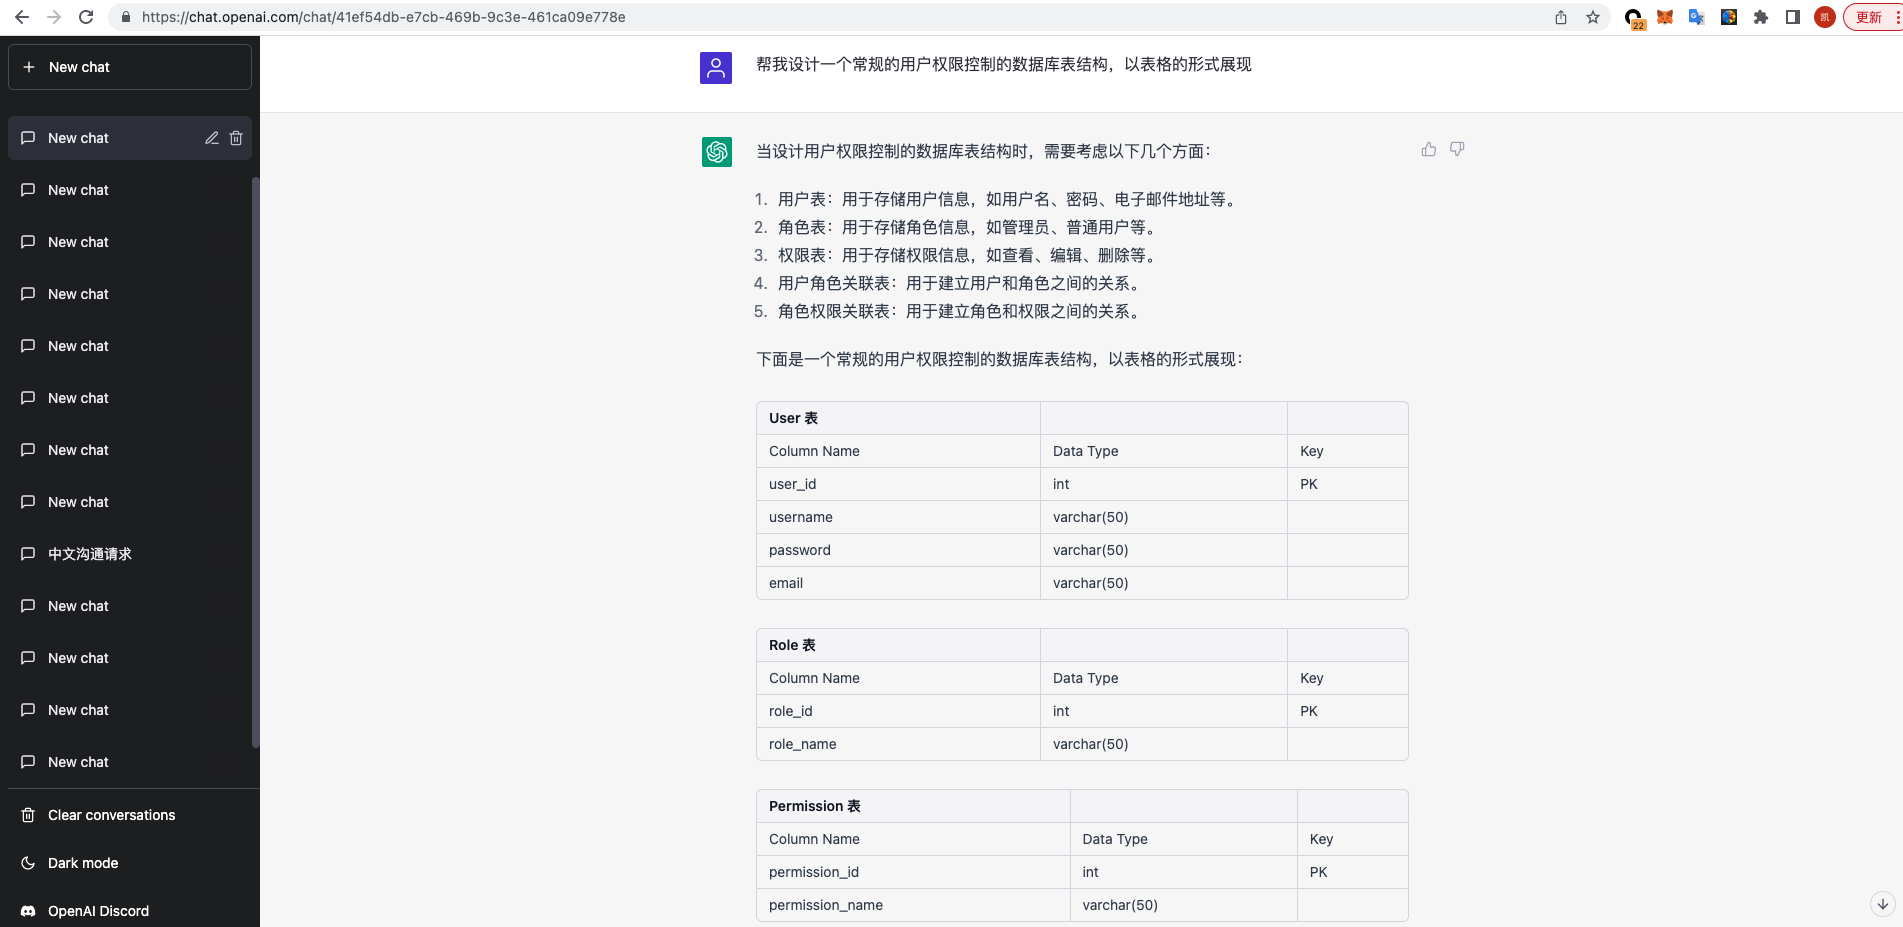 https://chat.openai.com/chat/41ef54db-e7cb-469b-9c3e-461ca09e778e
22
凯
更新
New chat
New chat
New chat
New chat
New chat
New chat
New chat
New chat
New chat
中文沟通请求
New chat
New chat
New chat
New chat
Clear conversations
Dark mode
OpenAI Discord
帮我设计一个常规的用户权限控制的数据库表结构，以表格的形式展现
当设计用户权限控制的数据库表结构时，需要考虑以下几个方面：
1. 用户表：用于存储用户信息，如用户名、密码、电子邮件地址等。
2. 角色表：用于存储角色信息，如管理员、普通用户等。
3. 权限表：用于存储权限信息，如查看、编辑、删除等。
4. 用户角色关联表：用于建立用户和角色之间的关系。
5. 角色权限关联表：用于建立角色和权限之间的关系。
下面是一个常规的用户权限控制的数据库表结构，以表格的形式展现：
User 表
Column Name Data Type Key
user_id int PK
username varchar(50)
password varchar(50)
email varchar(50)
Role 表
Column Name Data Type Key
role_id int PK
role_name varchar(50)
Permission 表
Column Name Data Type Key
permission_id int PK
permission_name varchar(50)